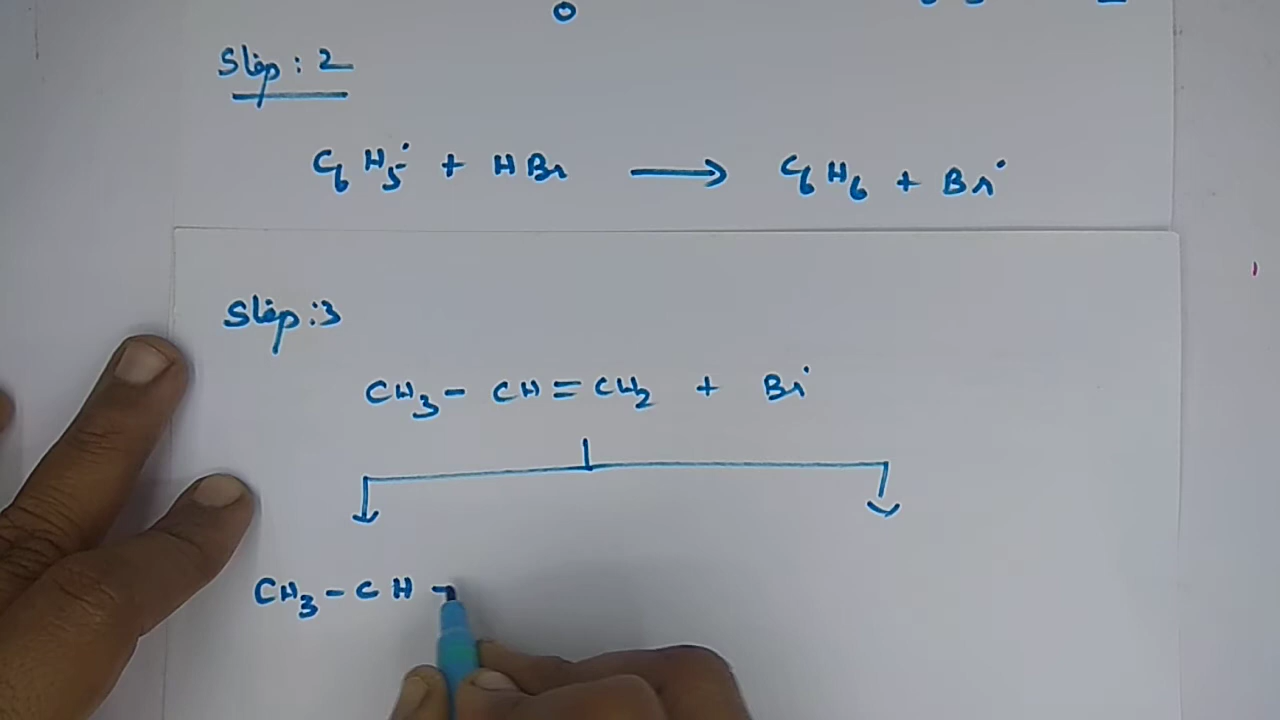 Step: 2
C6H5• + HBr ⟶ C6H6 + Br•
Step:3
CH3 - CH = CH2 + Br•
CH3 - CH -